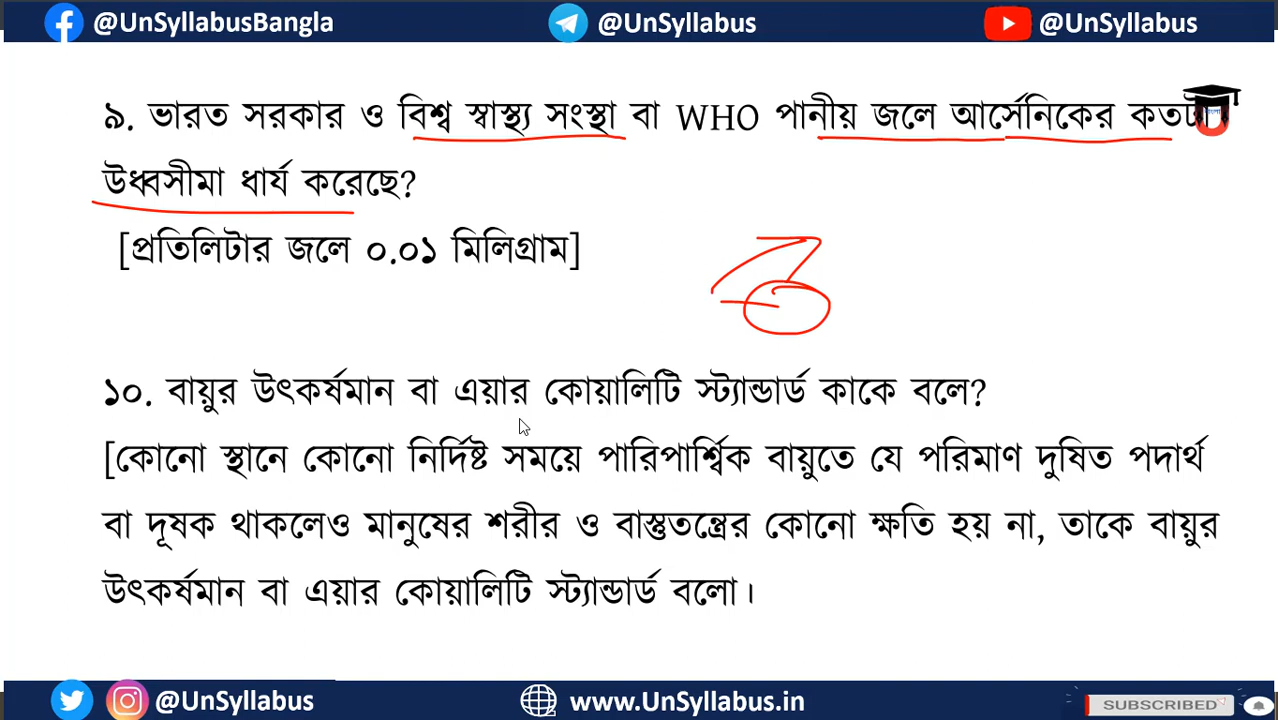 @UnSyllabusBangla @UnSyllabus @UnSyllabus
৯. ভারত সরকার ও বিশ্ব স্বাস্থ্য সংস্থা বা WHO পানীয় জলে আর্সেনিকের কতটা
উধ্বসীমা ধার্য করেছে?
[প্রতিলিটার জলে ০.০১ মিলিগ্রাম]
১০. বায়ুর উৎকর্ষমান বা এয়ার কোয়ালিটি স্ট্যান্ডার্ড কাকে বলে?
[কোনো স্থানে কোনো নির্দিষ্ট সময়ে পারিপার্শ্বিক বায়ুতে যে পরিমাণ দুষিত পদার্থ
বা দূষক থাকলেও মানুষের শরীর ও বাস্তুতন্ত্রের কোনো ক্ষতি হয় না, তাকে বায়ুর
উৎকর্ষমান বা এয়ার কোয়ালিটি স্ট্যান্ডার্ড বলো।
@UnSyllabus www.UnSyllabus.in SUBSCRIBED